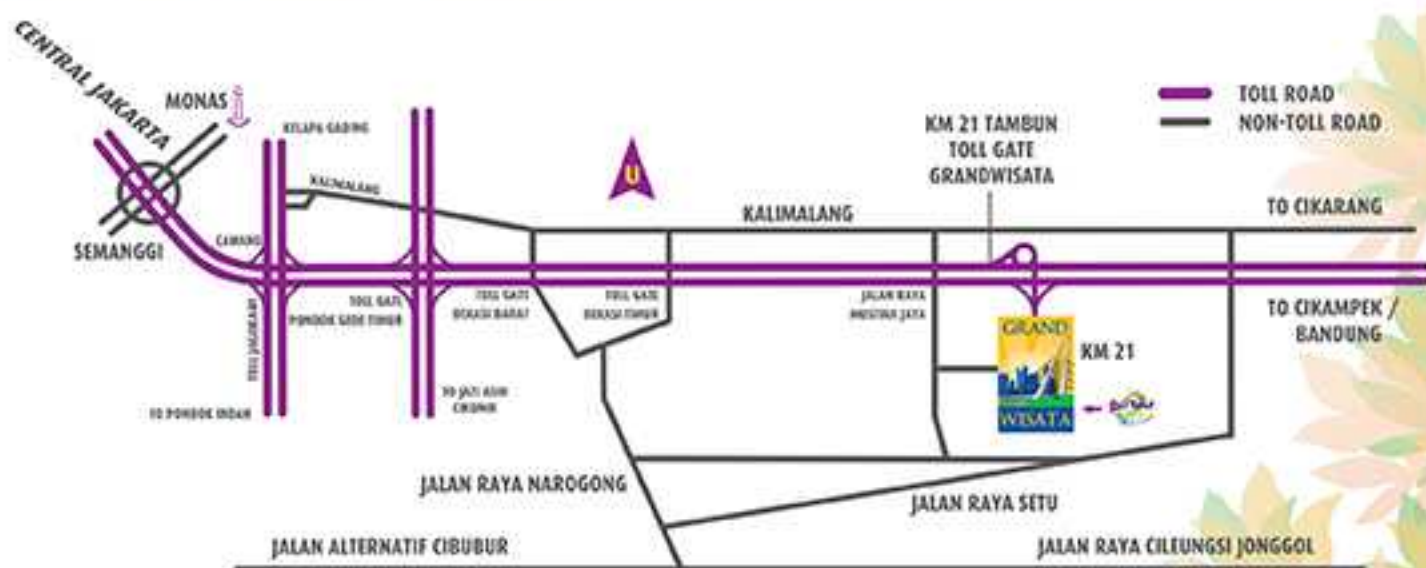 CENTRAL JAKARTA
MONAS
KELAPA GADING
KALIMALANG
SEMANGGI
CAWANG
U
TOLL ROAD
NON-TOLL ROAD
KM 21 TAMBUN
TOLL GATE
GRANDWISATA
KALIMALANG
TO CIKARANG
TOLL GATE
PONDOK GEDE TIMUR
TOLL GATE
BEKASI BARAT
TOLL GATE
BEKASI TIMUR
JALAN RAYA
MUSTIKA JAYA
TO CIKAMPEK /
BANDUNG
GRAND
WISATA
KM 21
TO PONDOK INDAH
TO JATI ASIH
CIKUNIR
JALAN RAYA NAROGONG
JALAN RAYA SETU
JALAN ALTERNATIF CIBUBUR
JALAN RAYA CILEUNGSI JONGGOL